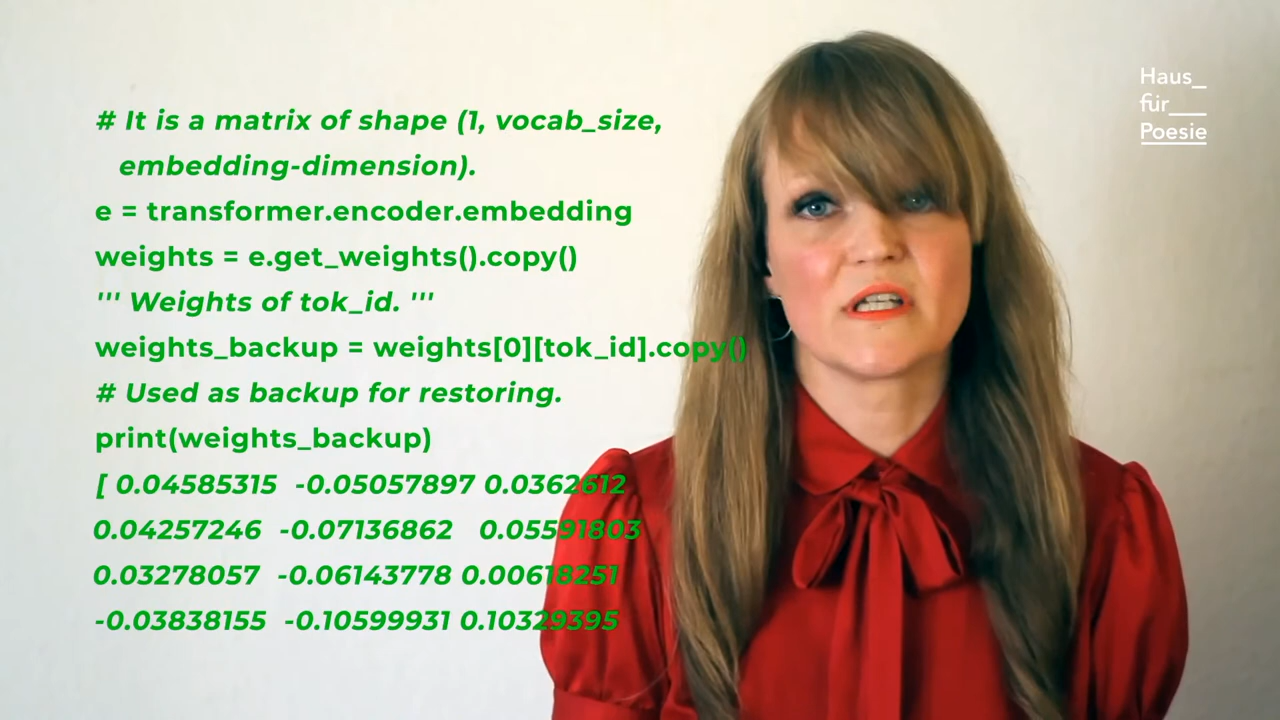 # It is a matrix of shape (1, vocab_size,
embedding-dimension).
e = transformer.encoder.embedding
weights = e.get_weights().copy()
''' Weights of tok_id. '''
weights_backup = weights[0][tok_id].copy()
# Used as backup for restoring.
print(weights_backup)
[ 0.04585315 -0.05057897 0.0362612
0.04257246 -0.07136862 0.05591803
0.03278057 -0.06143778 0.00618251
-0.03838155 -0.10599931 0.10329395
Haus_
für___
Poesie